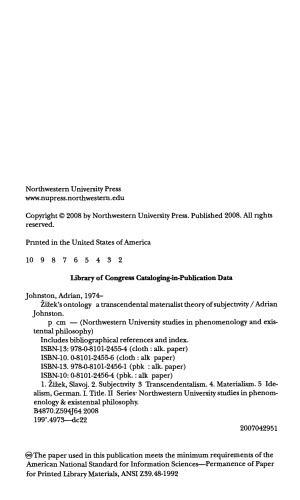 Northwestern University Press
www.nupress.northwestern.edu
Copyright © 2008 by Northwestern University Press. Published 2008. All rights
reserved.
Printed in the United States of America
10 9 8 7 6 5 4 3 2
Library of Congress Cataloging-in-Publication Data
Johnston, Adrian, 1974–
Žižek's ontology a transcendental materialist theory of subjectivity / Adrian
Johnston.
p cm — (Northwestern University studies in phenomenology and exis-
tential philosophy)
Includes bibliographical references and index.
ISBN-13: 978-0-8101-2455-4 (cloth : alk. paper)
ISBN-10. 0-8101-2455-6 (cloth : alk paper)
ISBN-13. 978-0-8101-2456-1 (pbk : alk paper)
ISBN-10: 0-8101-2456-4 (pbk. : alk paper)
1. Žižek, Slavoj. 2. Subjectivity 3 Transcendentalism. 4. Materialism. 5 Ide-
alism, German. I. Title. II Series· Northwestern University studies in phenom-
enology & existential philosophy.
B4870.Z594J64 2008
199'.4973—dc22
2007042951
♾ The paper used in this publication meets the minimum requirements of the
American National Standard for Information Sciences—Permanence of Paper
for Printed Library Materials, ANSI Z39.48-1992